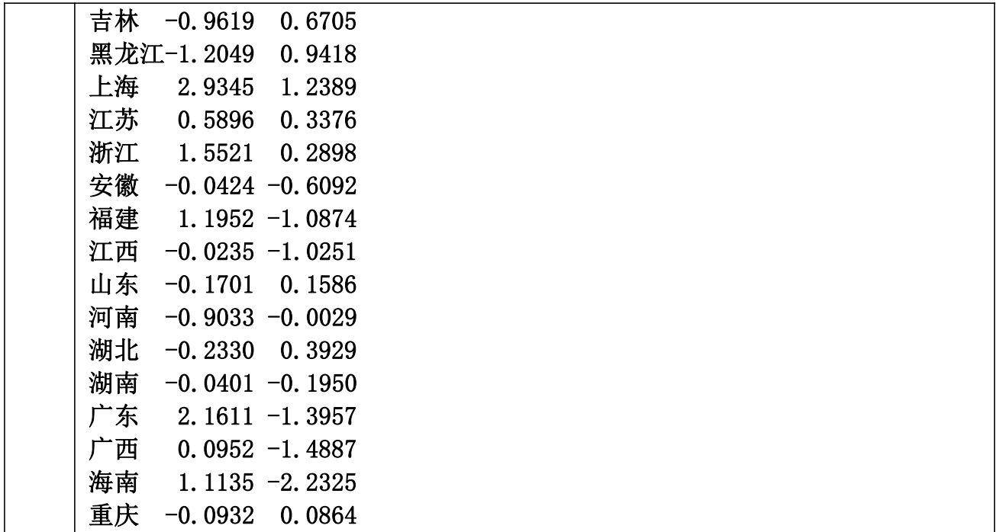 吉林 -0.9619 0.6705
黑龙江-1.2049 0.9418
上海 2.9345 1.2389
江苏 0.5896 0.3376
浙江 1.5521 0.2898
安徽 -0.0424 -0.6092
福建 1.1952 -1.0874
江西 -0.0235 -1.0251
山东 -0.1701 0.1586
河南 -0.9033 -0.0029
湖北 -0.2330 0.3929
湖南 -0.0401 -0.1950
广东 2.1611 -1.3957
广西 0.0952 -1.4887
海南 1.1135 -2.2325
重庆 -0.0932 0.0864